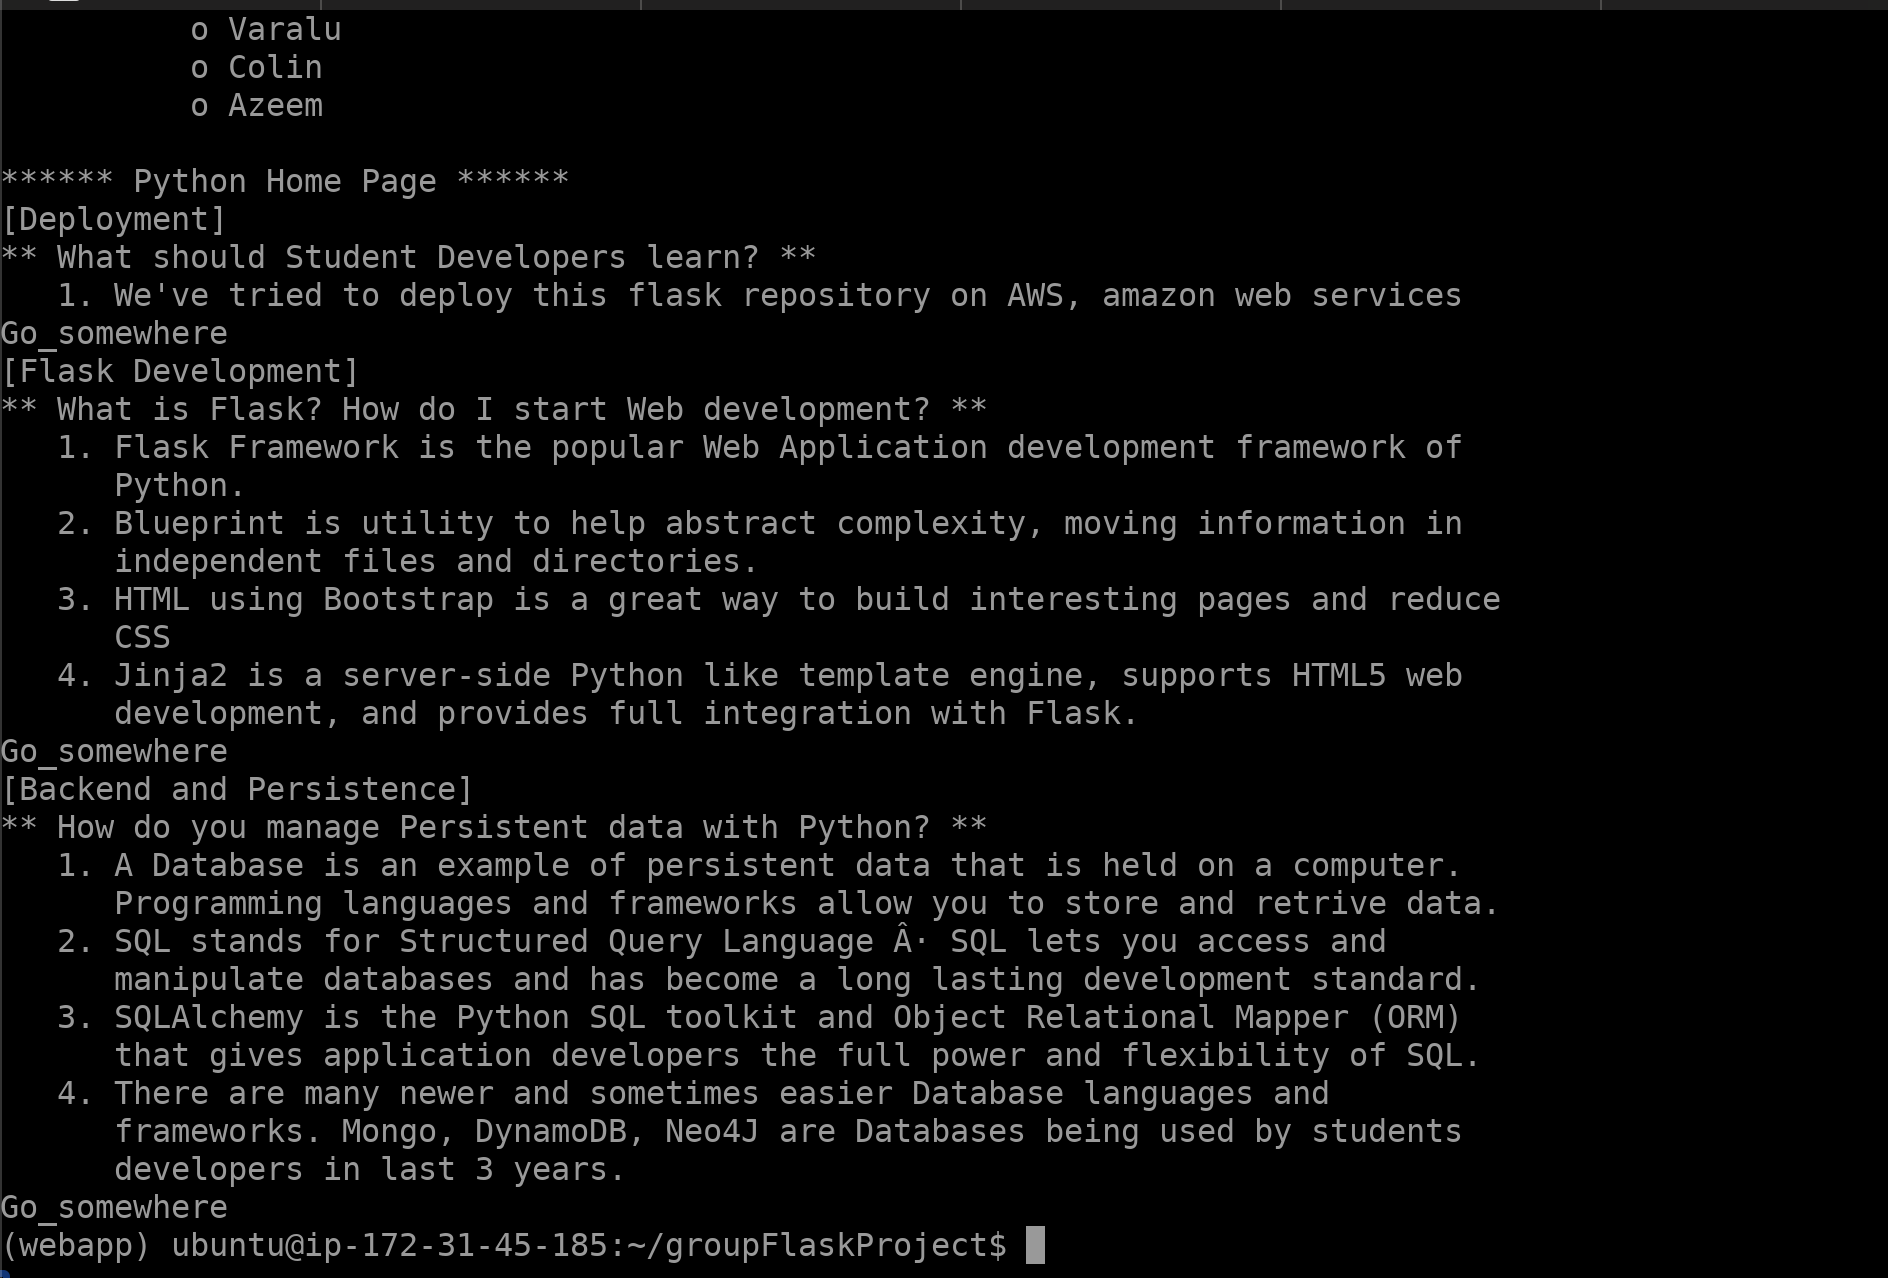 o Varalu
o Colin
o Azeem
****** Python Home Page ******
[Deployment]
** What should Student Developers learn? **
1. We've tried to deploy this flask repository on AWS, amazon web services
Go_somewhere
[Flask Development]
** What is Flask? How do I start Web development? **
1. Flask Framework is the popular Web Application development framework of
Python.
2. Blueprint is utility to help abstract complexity, moving information in
independent files and directories.
3. HTML using Bootstrap is a great way to build interesting pages and reduce
CSS
4. Jinja2 is a server-side Python like template engine, supports HTML5 web
development, and provides full integration with Flask.
Go_somewhere
[Backend and Persistence]
** How do you manage Persistent data with Python? **
1. A Database is an example of persistent data that is held on a computer.
Programming languages and frameworks allow you to store and retrive data.
2. SQL stands for Structured Query Language Â· SQL lets you access and
manipulate databases and has become a long lasting development standard.
3. SQLAlchemy is the Python SQL toolkit and Object Relational Mapper (ORM)
that gives application developers the full power and flexibility of SQL.
4. There are many newer and sometimes easier Database languages and
frameworks. Mongo, DynamoDB, Neo4J are Databases being used by students
developers in last 3 years.
Go_somewhere
(webapp) ubuntu@ip-172-31-45-185:~/groupFlaskProject$